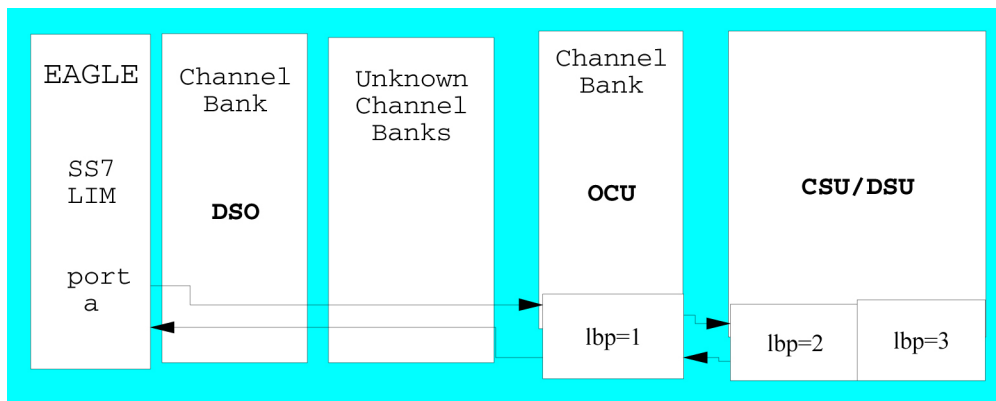 EAGLE
SS7
LIM
port
a
Channel
Bank
DSO
Unknown
Channel
Banks
Channel
Bank
OCU
lbp=1
CSU/DSU
lbp=2
lbp=3